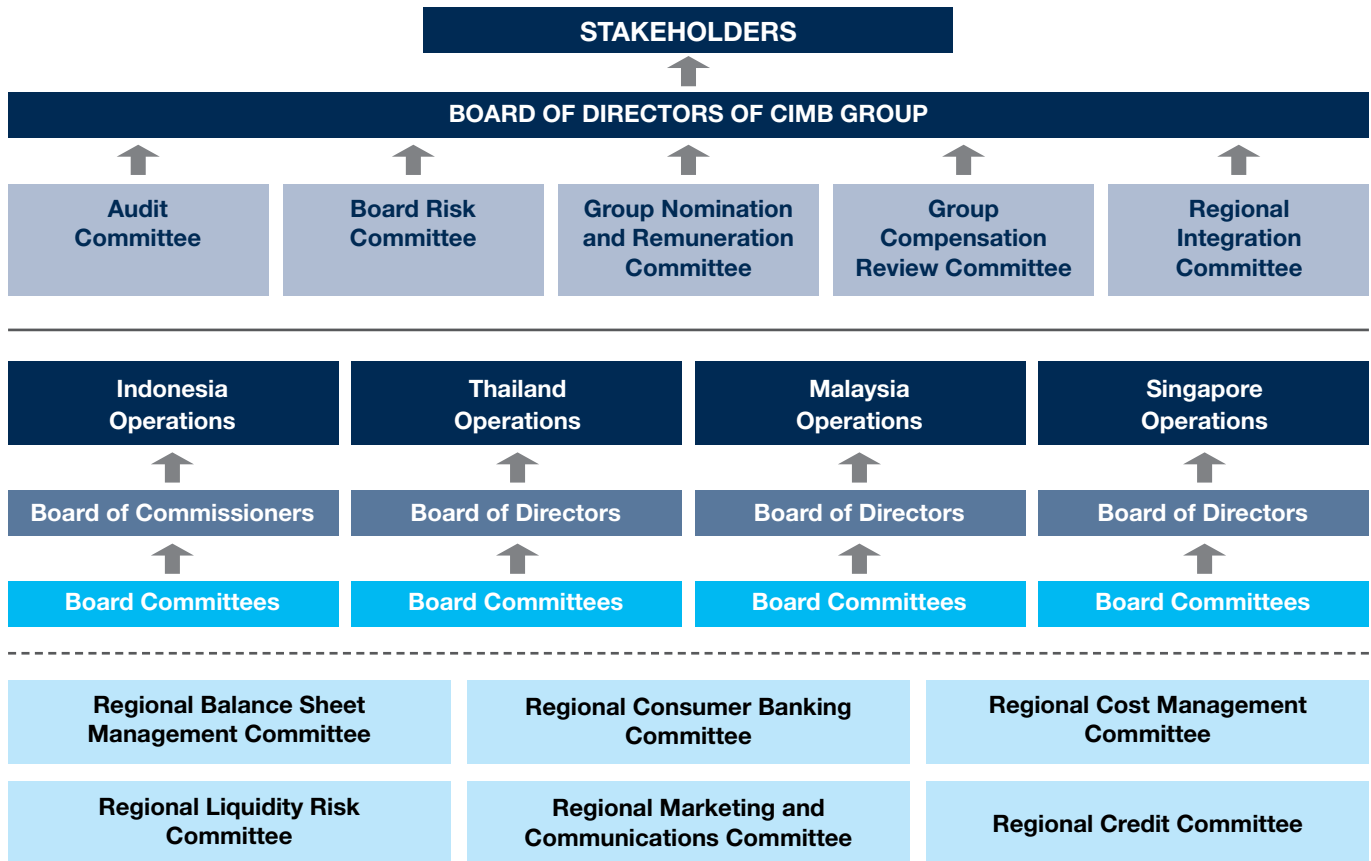 STAKEHOLDERS
BOARD OF DIRECTORS OF CIMB GROUP
Audit
Committee
Board Risk
Committee
Group Nomination
and Remuneration
Committee
Group
Compensation
Review Committee
Regional
Integration
Committee
Indonesia
Operations
Thailand
Operations
Malaysia
Operations
Singapore
Operations
Board of Commissioners
Board of Directors
Board of Directors
Board of Directors
Board Committees
Board Committees
Board Committees
Board Committees
Regional Balance Sheet
Management Committee
Regional Consumer Banking
Committee
Regional Cost Management
Committee
Regional Liquidity Risk
Committee
Regional Marketing and
Communications Committee
Regional Credit Committee